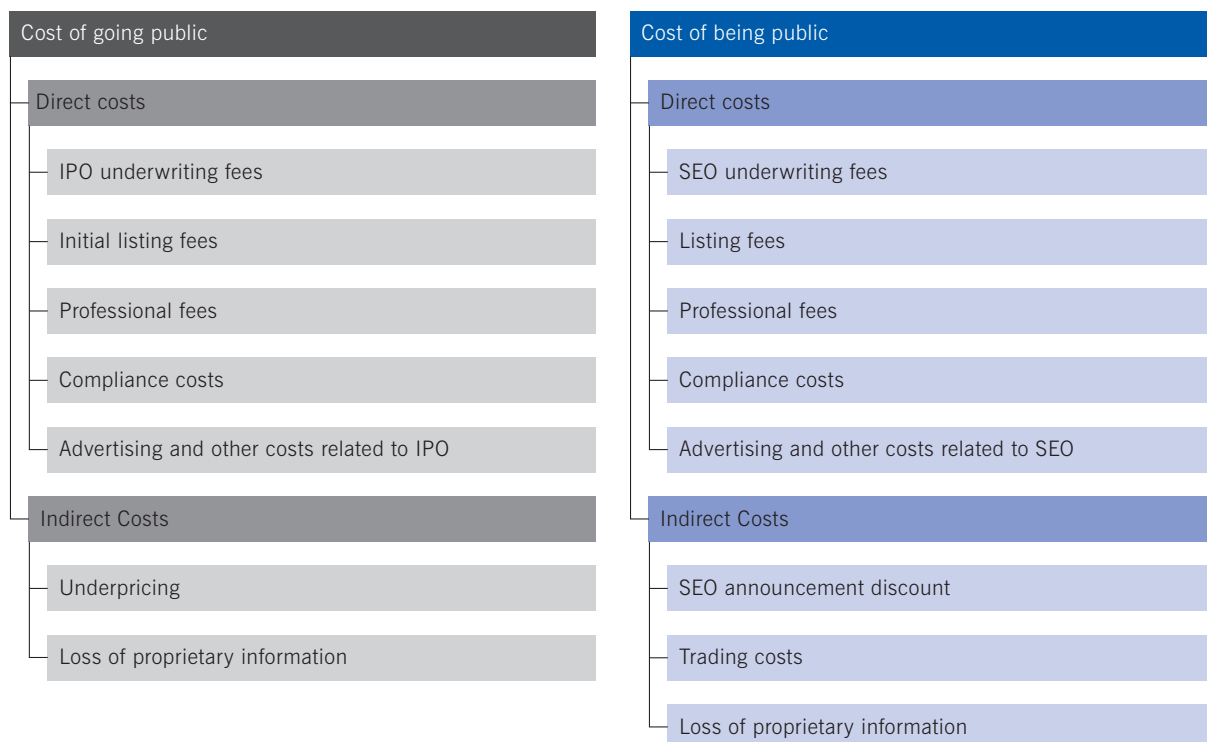 Cost of going public
Direct costs
IPO underwriting fees
Initial listing fees
Professional fees
Compliance costs
Advertising and other costs related to IPO
Indirect Costs
Underpricing
Loss of proprietary information
Cost of being public
Direct costs
SEO underwriting fees
Listing fees
Professional fees
Compliance costs
Advertising and other costs related to SEO
Indirect Costs
SEO announcement discount
Trading costs
Loss of proprietary information